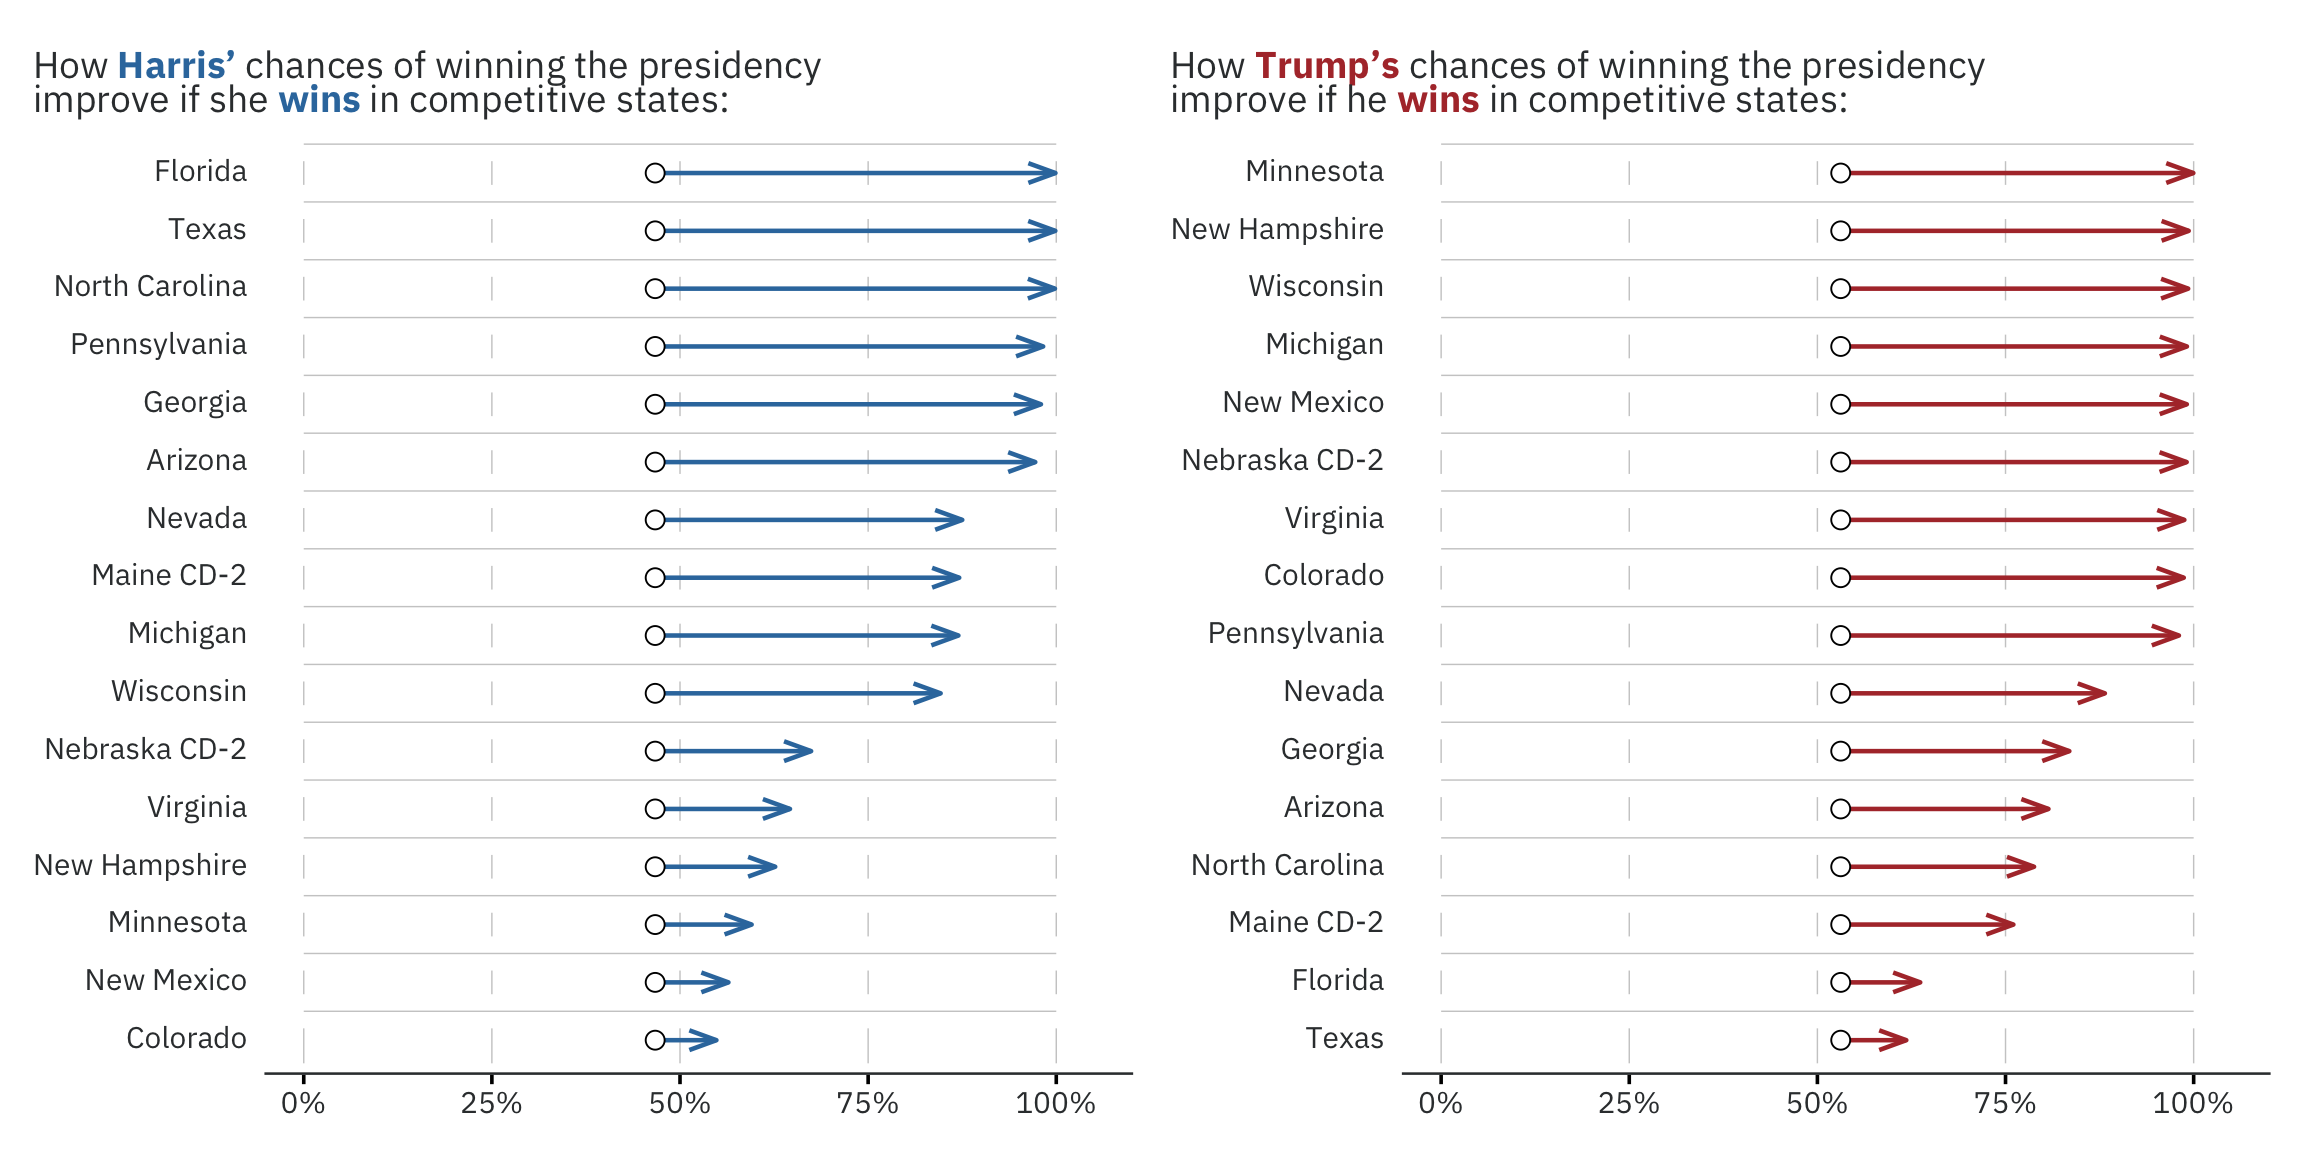 How Harris’ chances of winning the presidency
improve if she wins in competitive states:
Florida
Texas
North Carolina
Pennsylvania
Georgia
Arizona
Nevada
Maine CD-2
Michigan
Wisconsin
Nebraska CD-2
Virginia
New Hampshire
Minnesota
New Mexico
Colorado
0% 25% 50% 75% 100%
How Trump’s chances of winning the presidency
improve if he wins in competitive states:
Minnesota
New Hampshire
Wisconsin
Michigan
New Mexico
Nebraska CD-2
Virginia
Colorado
Pennsylvania
Nevada
Georgia
Arizona
North Carolina
Maine CD-2
Florida
Texas
0% 25% 50% 75% 100%